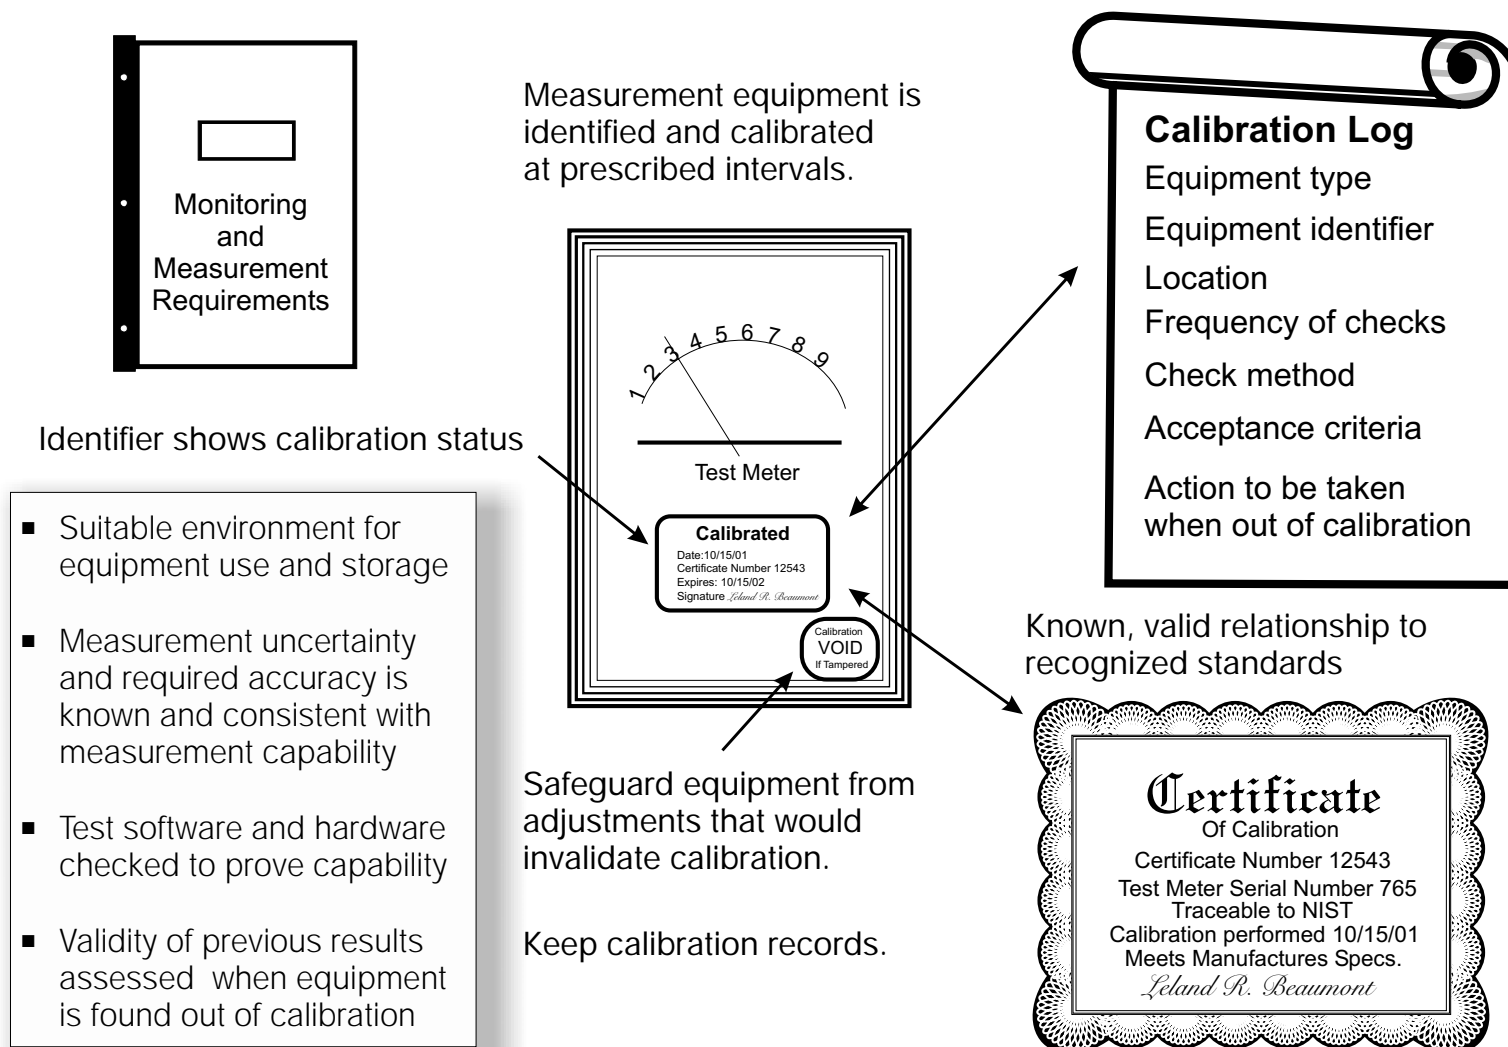 Monitoring
and
Measurement
Requirements
Measurement equipment is
identified and calibrated
at prescribed intervals.
Calibration Log
Equipment type
Equipment identifier
Location
Frequency of checks
Check method
Acceptance criteria
Action to be taken
when out of calibration
Identifier shows calibration status
1 2 3 4 5 6 7 8 9
Test Meter
Calibrated
Date:10/15/01
Certificate Number 12543
Expires: 10/15/02
Signature Leland R. Beaumont
Calibration
VOID
If Tampered
■ Suitable environment for
equipment use and storage
■ Measurement uncertainty
and required accuracy is
known and consistent with
measurement capability
■ Test software and hardware
checked to prove capability
■ Validity of previous results
assessed when equipment
is found out of calibration
Safeguard equipment from
adjustments that would
invalidate calibration.
Keep calibration records.
Known, valid relationship to
recognized standards
Certificate
Of Calibration
Certificate Number 12543
Test Meter Serial Number 765
Traceable to NIST
Calibration performed 10/15/01
Meets Manufactures Specs.
Leland R. Beaumont